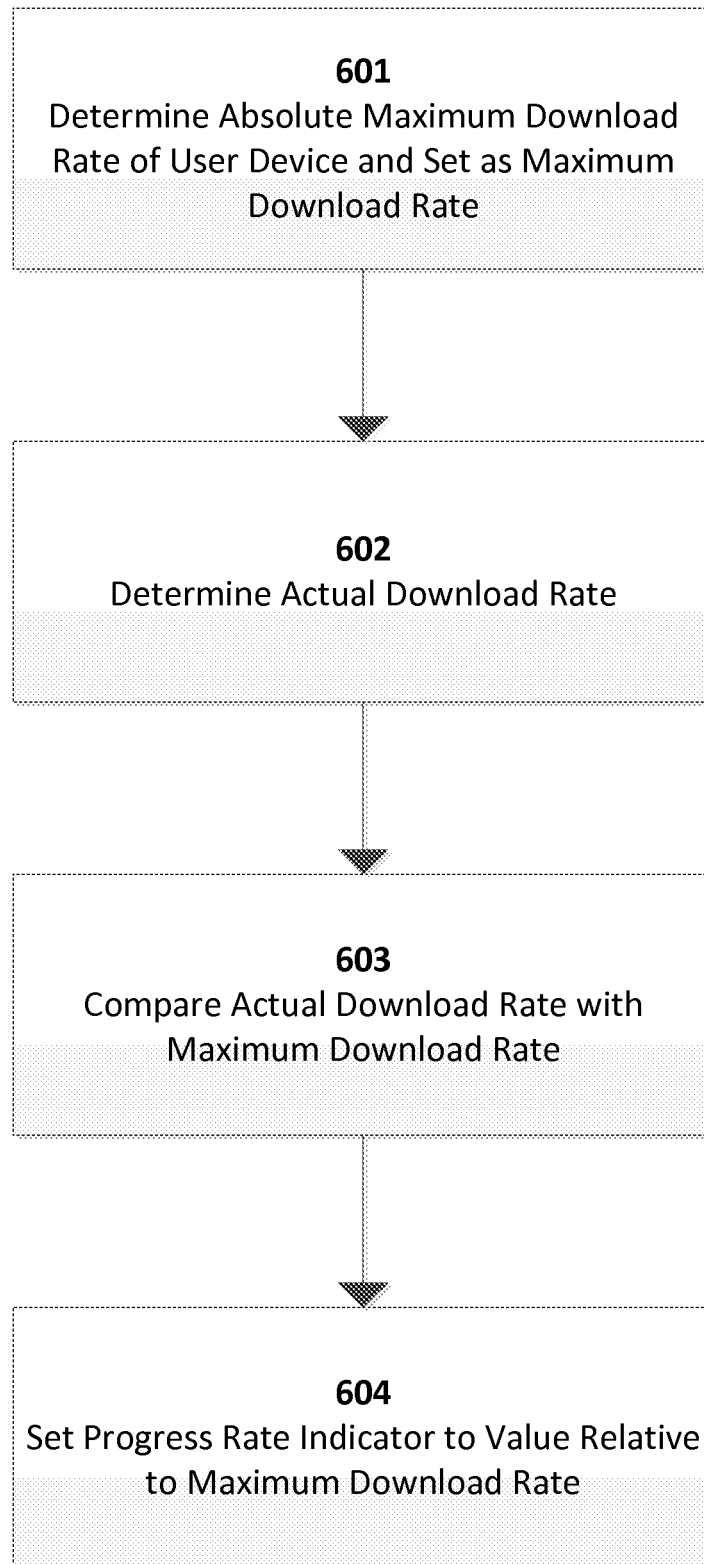 601
Determine Absolute Maximum Download
Rate of User Device and Set as Maximum
Download Rate
602
Determine Actual Download Rate
603
Compare Actual Download Rate with
Maximum Download Rate
604
Set Progress Rate Indicator to Value Relative
to Maximum Download Rate